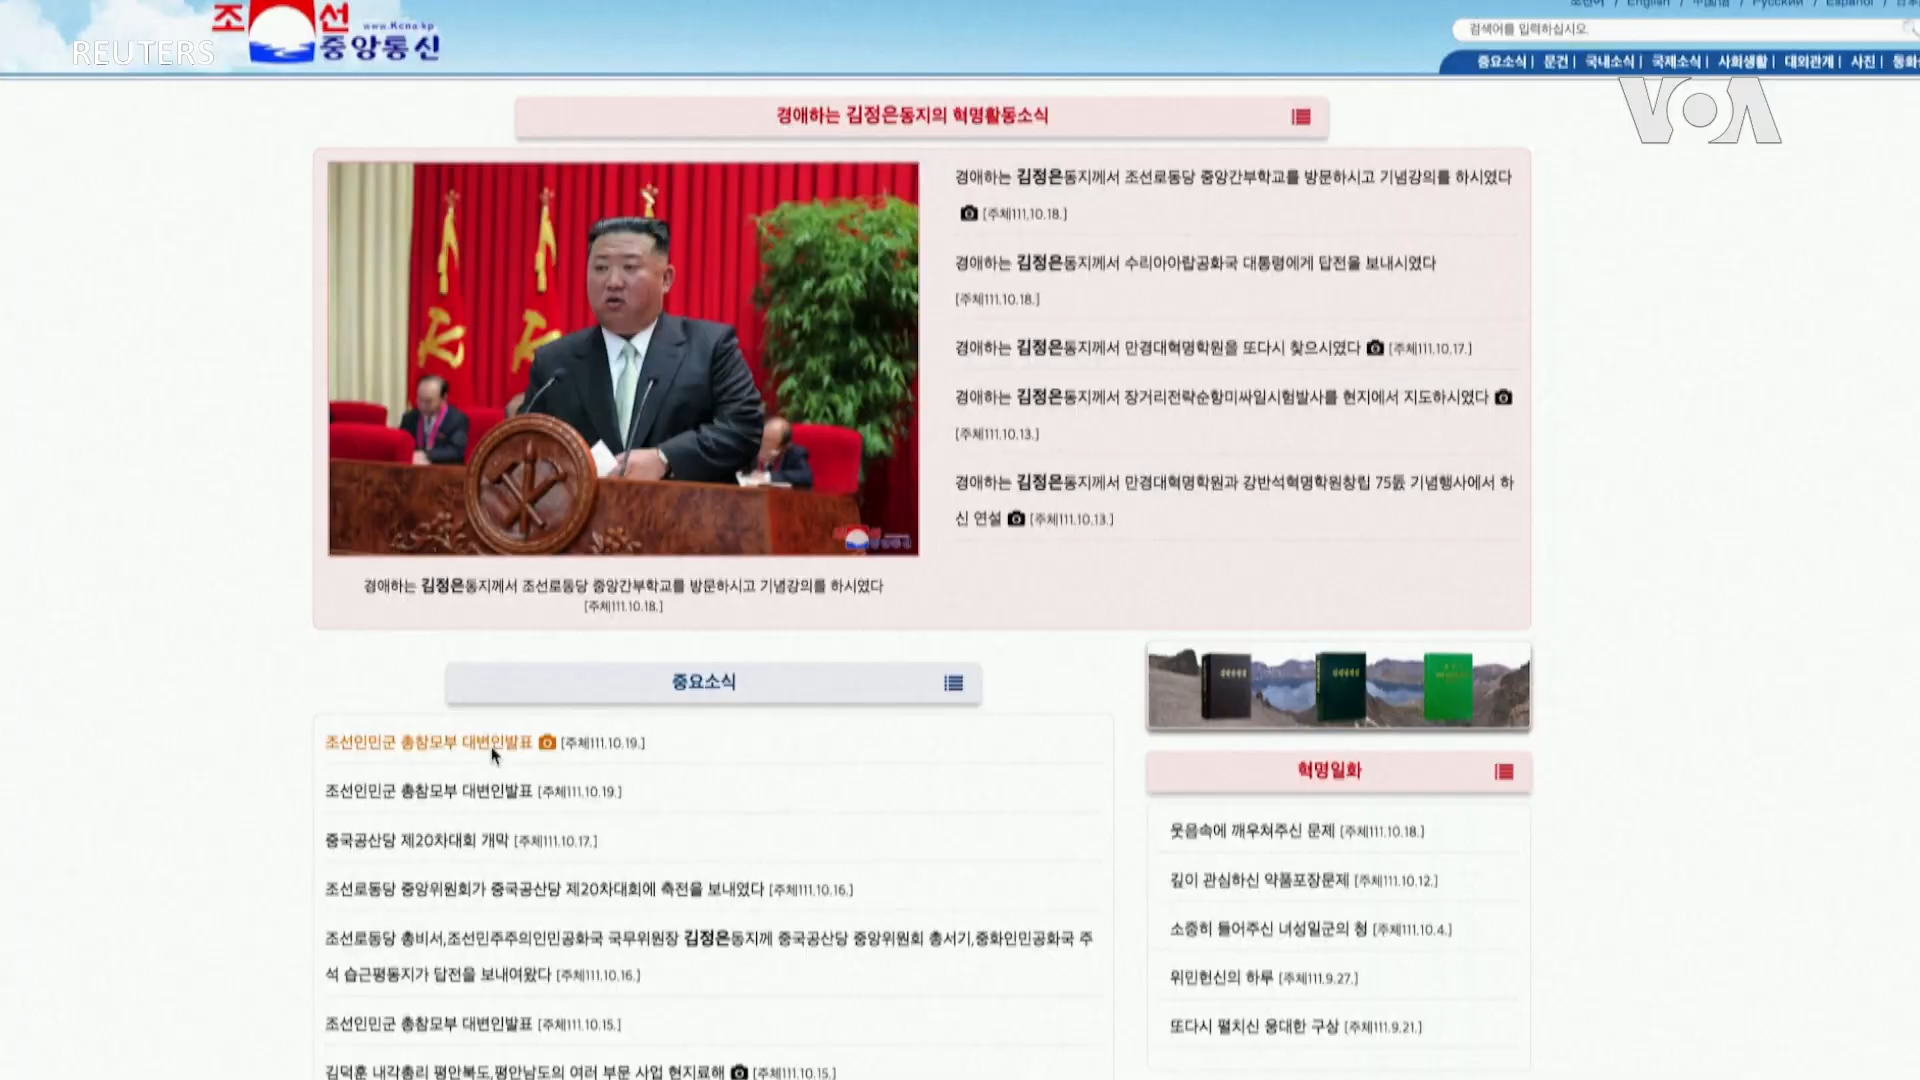 조선
www.kcna.kp
중앙통신
REUTERS
조선어 / English / 中国语 / Русский / Español /
검색어를 입력하십시오.
중요소식 | 문건 | 국내소식 | 국제소식 | 사회생활 | 대외관계 | 사진 |
VOA
경애하는 김정은동지의 혁명활동소식
경애하는 김정은동지께서 조선로동당 중앙간부학교를 방문하시고 기념강의를 하시였다
[주체111.10.18.]
경애하는 김정은동지께서 수리아아랍공화국 대통령에게 답전을 보내시였다
[주체111.10.18.]
경애하는 김정은동지께서 만경대혁명학원을 또다시 찾으시였다 [주체111.10.17.]
경애하는 김정은동지께서 장거리전략순항미싸일시험발사를 현지에서 지도하시였다
[주체111.10.13.]
경애하는 김정은동지께서 만경대혁명학원과 강반석혁명학원창립 75돐 기념행사에서 하
신 연설 [주체111.10.13.]
경애하는 김정은동지께서 조선로동당 중앙간부학교를 방문하시고 기념강의를 하시였다
[주체111.10.18.]
중요소식
조선인민군 총참모부 대변인발표 [주체111.10.19.]
조선인민군 총참모부 대변인발표 [주체111.10.19.]
중국공산당 제20차대회 개막 [주체111.10.17.]
조선로동당 중앙위원회가 중국공산당 제20차대회에 축전을 보내였다 [주체111.10.16.]
조선로동당 총비서,조선민주주의인민공화국 국무위원장 김정은동지께 중국공산당 중앙위원회 총서기,중화인민공화국 주
석 습근평동지가 답전을 보내여왔다 [주체111.10.16.]
조선인민군 총참모부 대변인발표 [주체111.10.15.]
김덕훈 내각총리 평안북도,평안남도의 여러 부문 사업 현지료해 [주체111.10.15.]
혁명일화
웃음속에 깨우쳐주신 문제 [주체111.10.18.]
깊이 관심하신 약품포장문제 [주체111.10.12.]
소중히 들어주신 녀성일군의 청 [주체111.10.4.]
위민헌신의 하루 [주체111.9.27.]
또다시 펼치신 웅대한 구상 [주체111.9.21.]